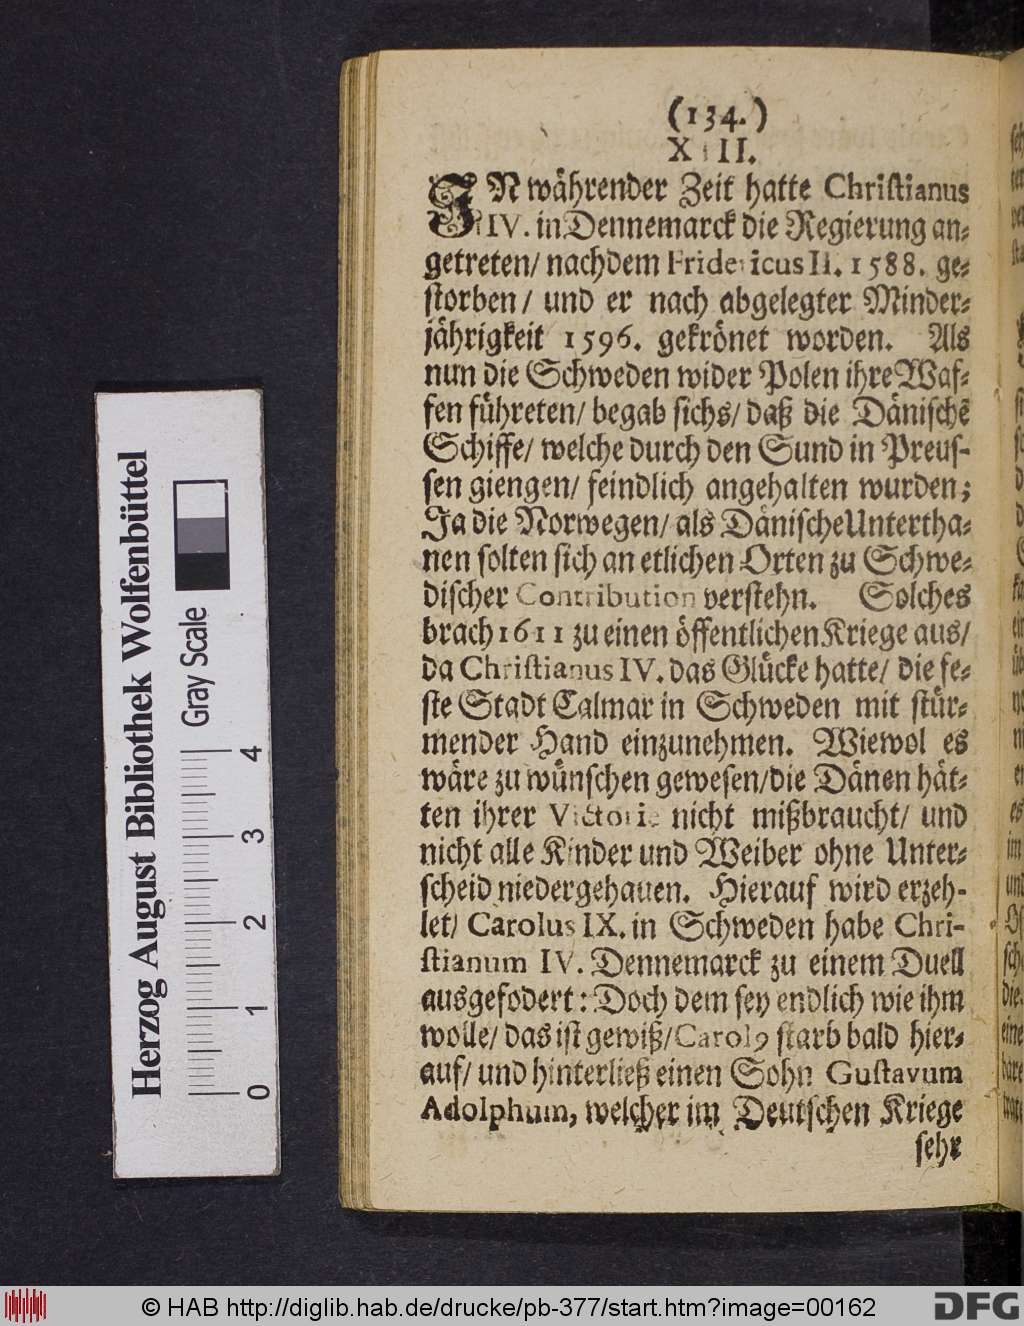 (134.)
XIII.
IN währender Zeit hatte Christianus
IV. in Dennemarck die Regierung an-
getreten/ nachdem Fridericus II. 1588. ge-
storben/ und er nach abgelegter Minder-
jährigkeit 1596. gekrönet worden. Als
nun die Schweden wider Polen ihre Waf-
fen führeten/ begab sichs/ daß die Dänischē
Schiffe/ welche durch den Sund in Preus-
sen giengen/ feindlich angehalten wurden;
Ja die Norwegen/ als Dänische Untertha-
nen solten sich an etlichen Orten zu Schwe-
discher Contribution verstehn. Solches
brach 1611 zu einen öffentlichen Kriege aus/
da Christianus IV. das Glücke hatte/ die fe-
ste Stadt Calmar in Schweden mit stür-
mender Hand einzunehmen. Wiewol es
wäre zu wünschen gewesen/die Dänen hät-
ten ihrer Victorie nicht mißbraucht/ und
nicht alle Kinder und Weiber ohne Unter-
scheid niedergehauen. Hierauf wird erzeh-
let/ Carolus IX. in Schweden habe Chri-
stianum IV. Dennemarck zu einem Duell
ausgefodert: Doch dem sey endlich wie ihm
wolle/ das ist gewiß/Carolꝰ starb bald hier-
auf/ und hinterließ einen Sohn Gustavum
Adolphum, welcher im Deutschen Kriege
sehr
Herzog August Bibliothek Wolfenbüttel
Gray Scale
0 1 2 3 4
© HAB http://diglib.hab.de/drucke/pb-377/start.htm?image=00162
DFG